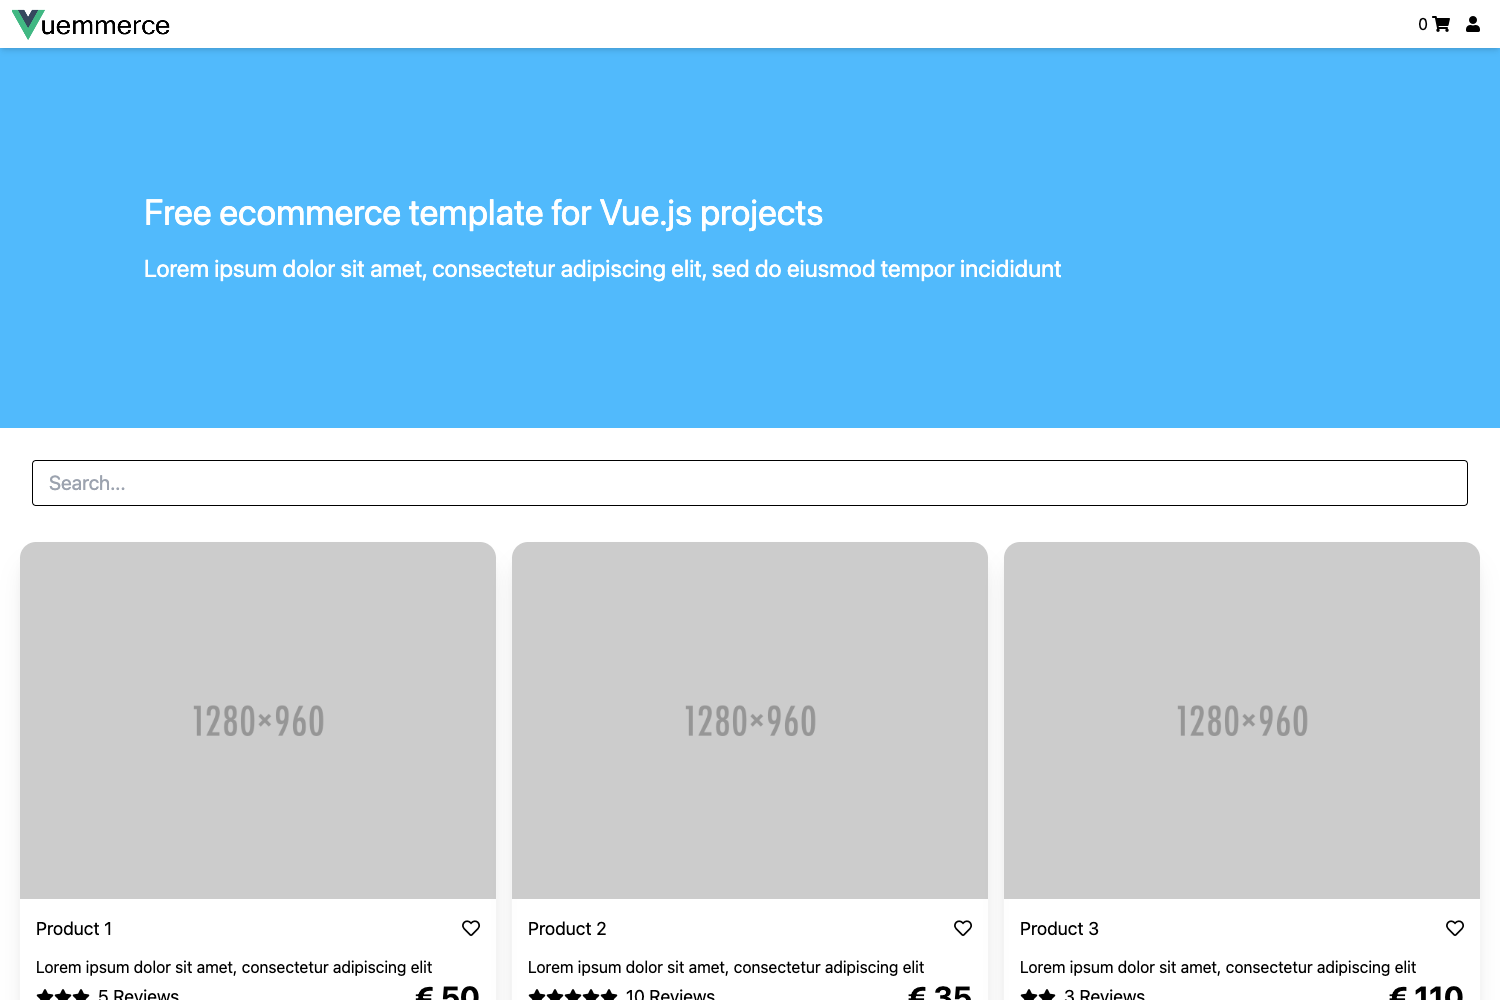 Vuemmerce
0
Free ecommerce template for Vue.js projects
Lorem ipsum dolor sit amet, consectetur adipiscing elit, sed do eiusmod tempor incididunt
Search...
1280×960
1280×960
1280×960
Product 1
Lorem ipsum dolor sit amet, consectetur adipiscing elit
5 Reviews
€ 50
Product 2
Lorem ipsum dolor sit amet, consectetur adipiscing elit
10 Reviews
€ 35
Product 3
Lorem ipsum dolor sit amet, consectetur adipiscing elit
3 Reviews
€ 110